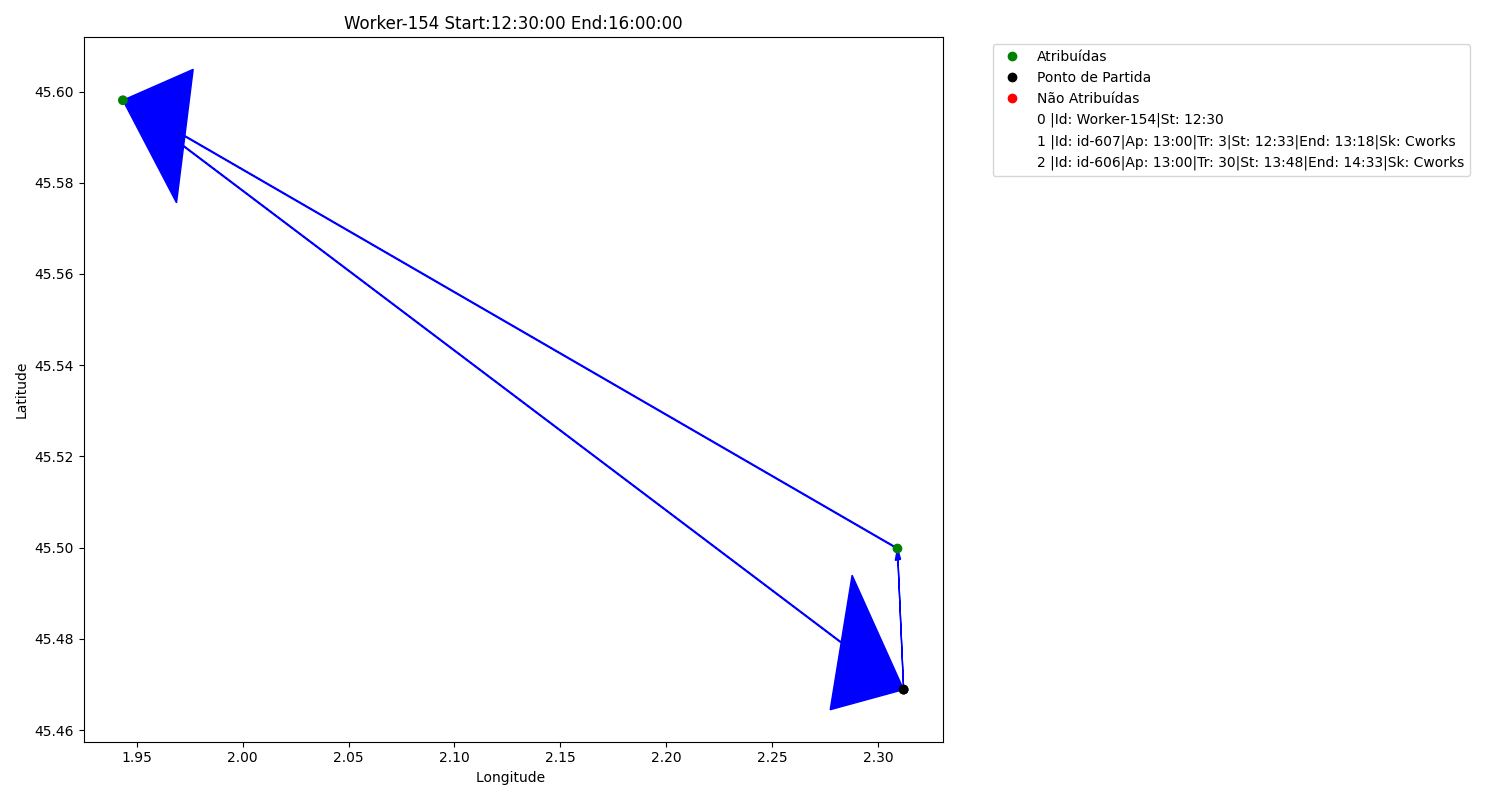 Worker-154 Start:12:30:00 End:16:00:00
Latitude
45.60
45.58
45.56
45.54
45.52
45.50
45.48
45.46
1.95 2.00 2.05 2.10 2.15 2.20 2.25 2.30
Longitude
Atribuídas
Ponto de Partida
Não Atribuídas
0 |Id: Worker-154|St: 12:30
1 |Id: id-607|Ap: 13:00|Tr: 3|St: 12:33|End: 13:18|Sk: Cworks
2 |Id: id-606|Ap: 13:00|Tr: 30|St: 13:48|End: 14:33|Sk: Cworks